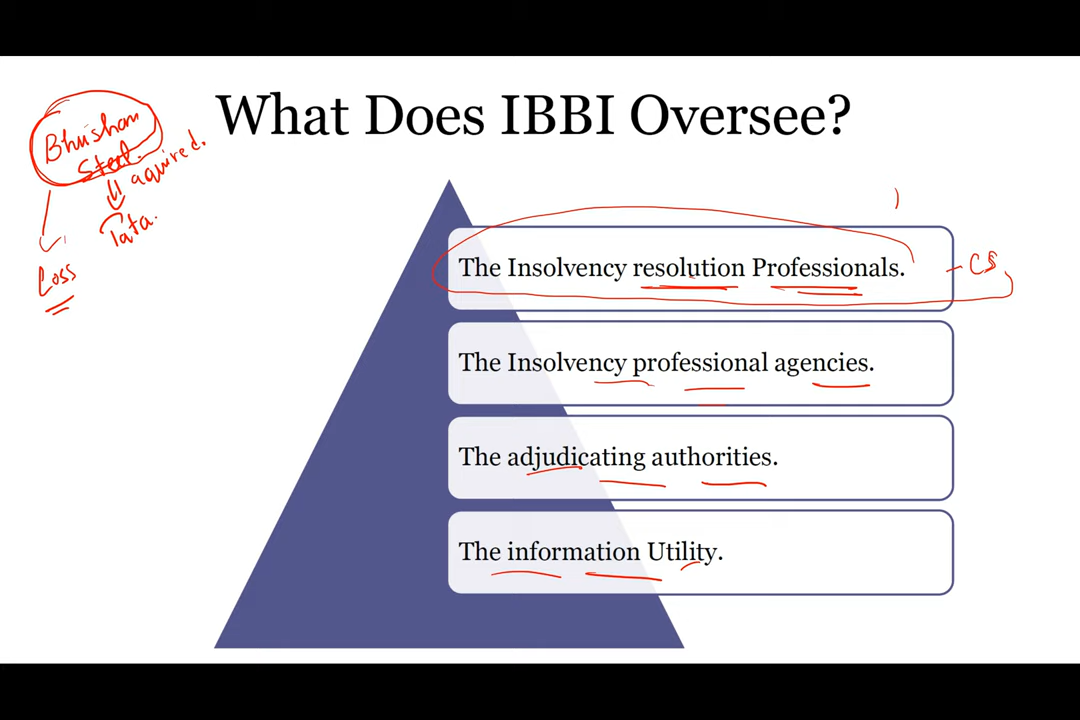 What Does IBBI Oversee?
Bhushan
Steel.
aquired.
Tata.
Loss
The Insolvency resolution Professionals.
- CS
The Insolvency professional agencies.
The adjudicating authorities.
The information Utility.